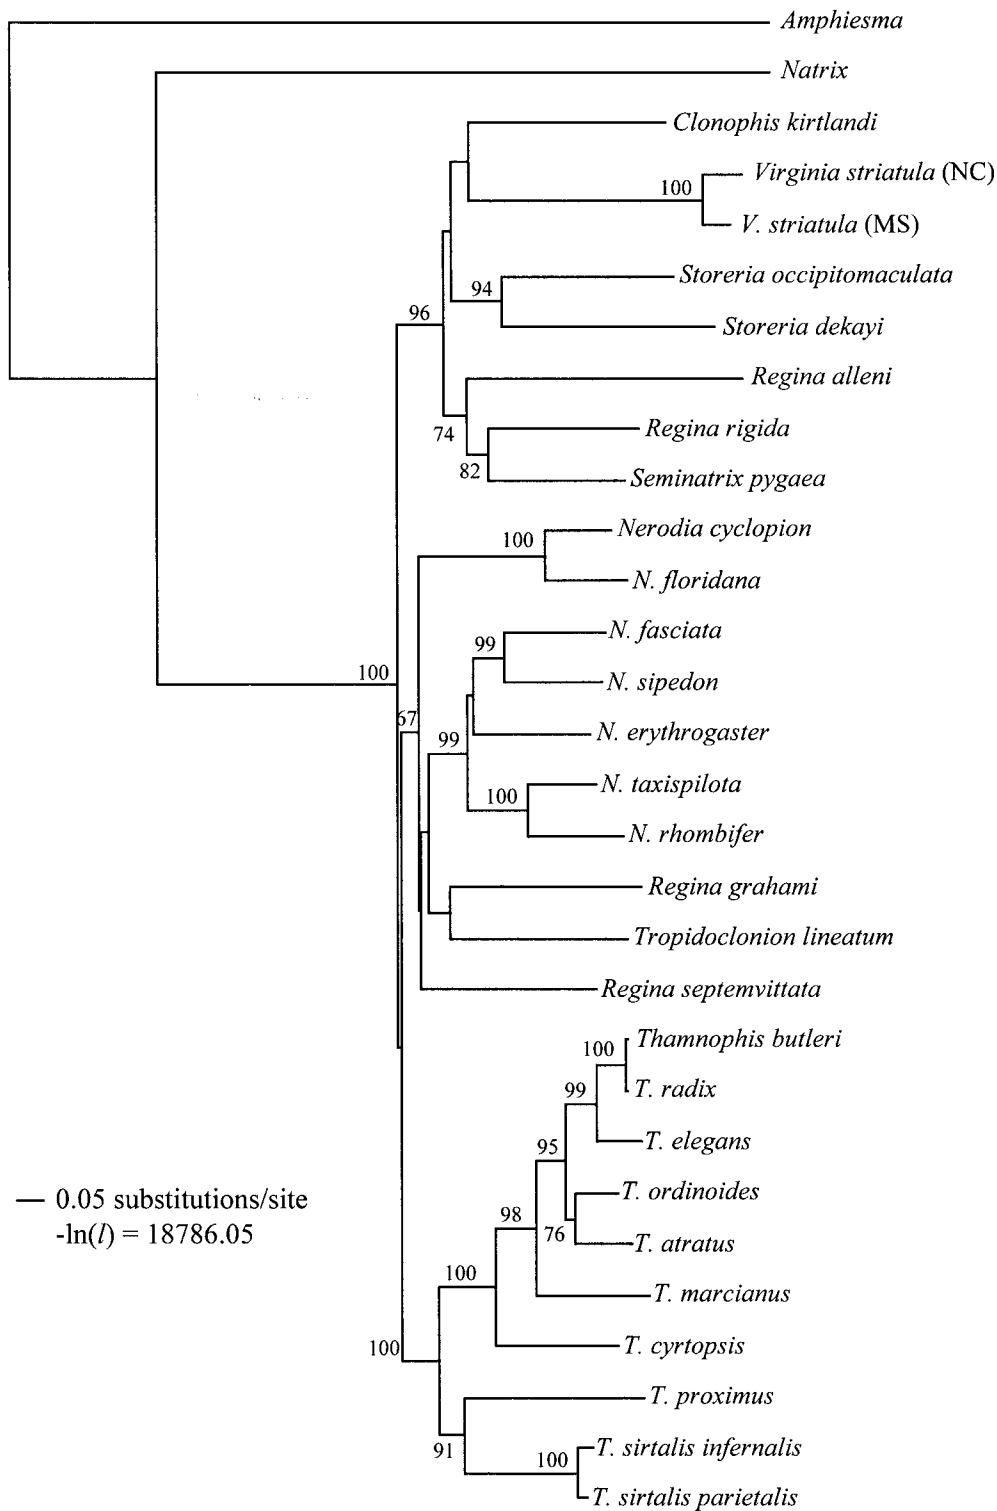 Amphiesma
Natrix
Clonophis kirtlandi
100
Virginia striatula (NC)
V. striatula (MS)
Storeria occipitomaculata
94
96
Storeria dekayi
Regina alleni
Regina rigida
74
82
Seminatrix pygaea
Nerodia cyclopion
100
N. floridana
N. fasciata
99
100
N. sipedon
67
N. erythrogaster
99
N. taxispilota
100
N. rhombifer
Regina grahami
Tropidoclonion lineatum
Regina septemvittata
Thamnophis butleri
100
T. radix
99
T. elegans
95
T. ordinoides
98
76
T. atratus
100
T. marcianus
100
T. cyrtopsis
T. proximus
91
T. sirtalis infernalis
100
T. sirtalis parietalis
0.05 substitutions/site
-ln(l) = 18786.05